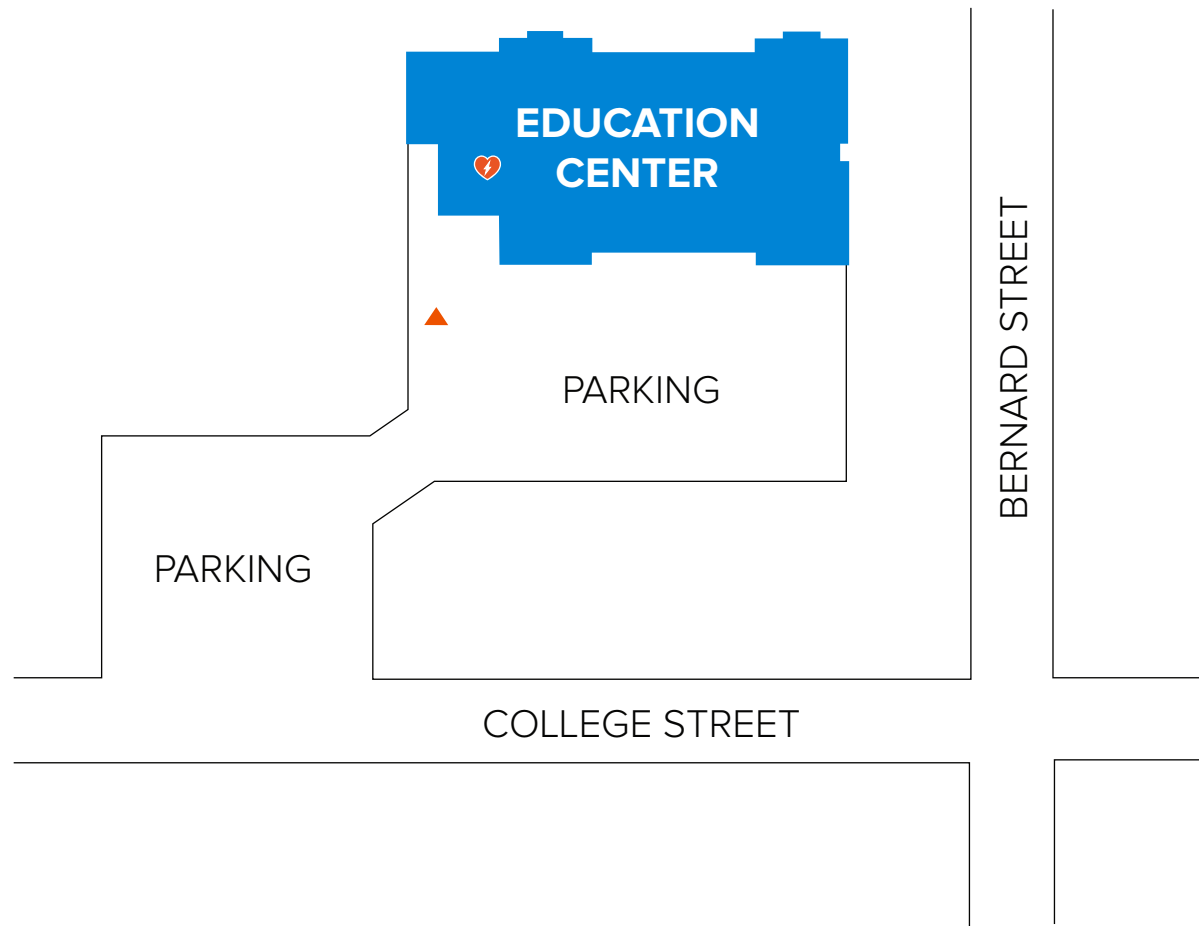 EDUCATION
CENTER
PARKING
PARKING
BERNARD STREET
COLLEGE STREET